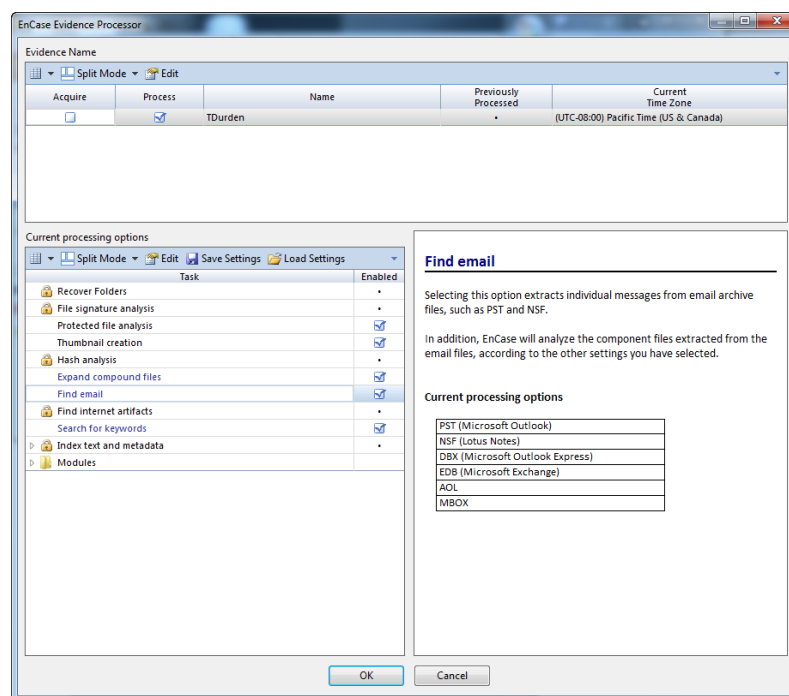 EnCase Evidence Processor
Evidence Name
Split Mode Edit
Acquire Process Name Previously Processed Current Time Zone
TDurden • (UTC-08:00) Pacific Time (US & Canada)
Current processing options
Split Mode Edit Save Settings Load Settings
Task Enabled
Recover Folders •
File signature analysis •
Protected file analysis
Thumbnail creation
Hash analysis •
Expand compound files
Find email
Find internet artifacts •
Search for keywords
Index text and metadata •
Modules
Find email
Selecting this option extracts individual messages from email archive
files, such as PST and NSF.
In addition, EnCase will analyze the component files extracted from the
email files, according to the other settings you have selected.
Current processing options
PST (Microsoft Outlook)
NSF (Lotus Notes)
DBX (Microsoft Outlook Express)
EDB (Microsoft Exchange)
AOL
MBOX
OK Cancel